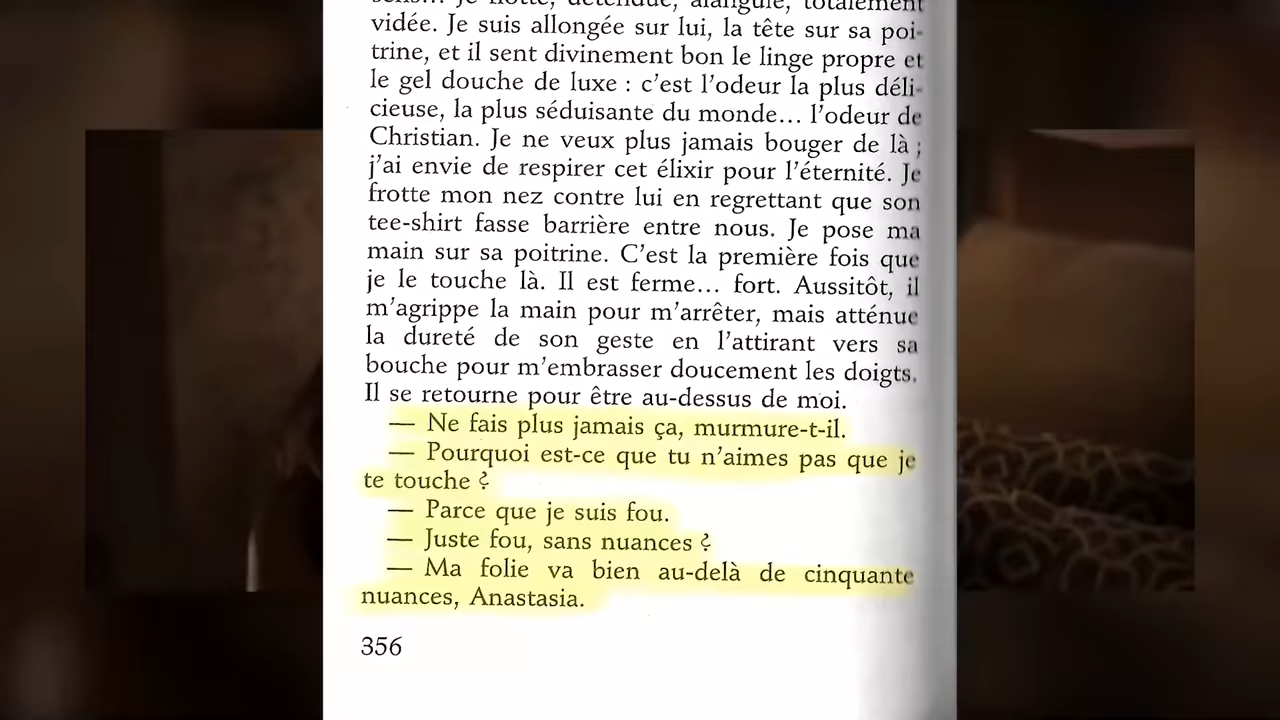 vidée. Je suis allongée sur lui, la tête sur sa poi-
trine, et il sent divinement bon le linge propre et
le gel douche de luxe : c'est l'odeur la plus déli-
cieuse, la plus séduisante du monde... l'odeur de
Christian. Je ne veux plus jamais bouger de là ;
j'ai envie de respirer cet élixir pour l'éternité. Je
frotte mon nez contre lui en regrettant que son
tee-shirt fasse barrière entre nous. Je pose ma
main sur sa poitrine. C'est la première fois que
je le touche là. Il est ferme... fort. Aussitôt, il
m'agrippe la main pour m'arrêter, mais atténue
la dureté de son geste en l'attirant vers sa
bouche pour m'embrasser doucement les doigts.
Il se retourne pour être au-dessus de moi.
— Ne fais plus jamais ça, murmure-t-il.
— Pourquoi est-ce que tu n'aimes pas que je
te touche ?
— Parce que je suis fou.
— Juste fou, sans nuances ?
— Ma folie va bien au-delà de cinquante
nuances, Anastasia.
356